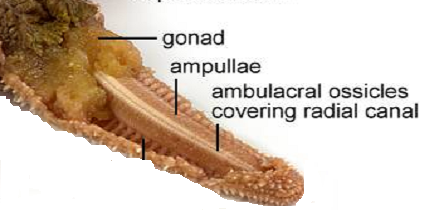 gonad
ampullae
ambulacral ossicles
covering radial canal